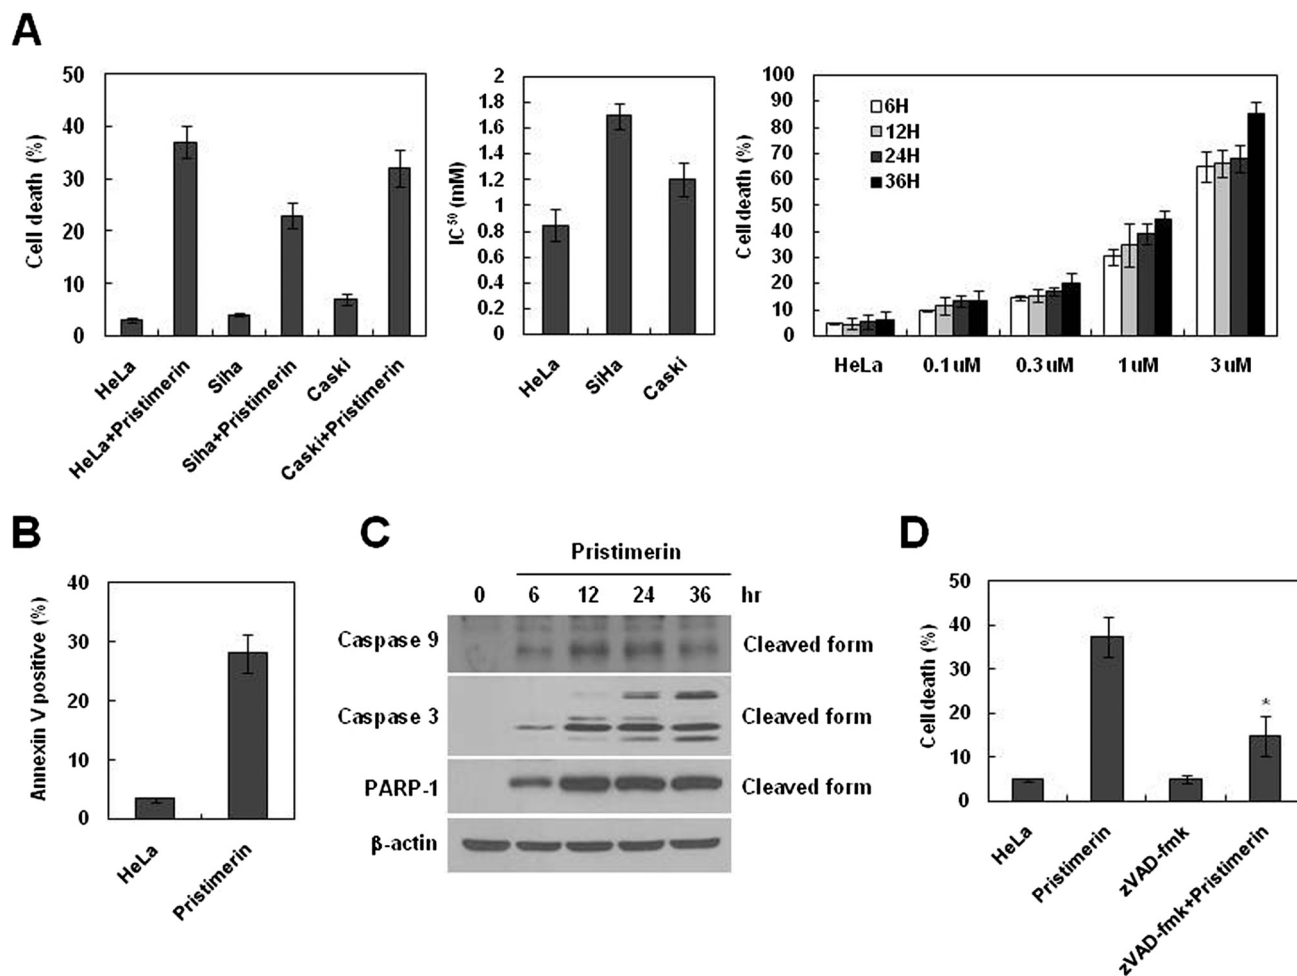 A
Cell death (%)
50
40
30
20
10
0
HeLa
HeLa+Pristimerin
Siha
Siha+Pristimerin
Caski
Caski+Pristimerin
IC50 (mM)
2
1.8
1.6
1.4
1.2
1
0.8
0.6
0.4
0.2
0
HeLa
SiHa
Caski
Cell death (%)
100
90
80
70
60
50
40
30
20
10
0
6H
12H
24H
36H
HeLa 0.1 uM 0.3 uM 1 uM 3 uM
B
Annexin V positive (%)
40
30
20
10
0
HeLa
Pristimerin
C
Pristimerin
0 6 12 24 36 hr
Caspase 9 Cleaved form
Caspase 3 Cleaved form
PARP-1 Cleaved form
β-actin
D
Cell death (%)
50
40
30
20
10
0
*
HeLa
Pristimerin
zVAD-fmk
zVAD-fmk+Pristimerin